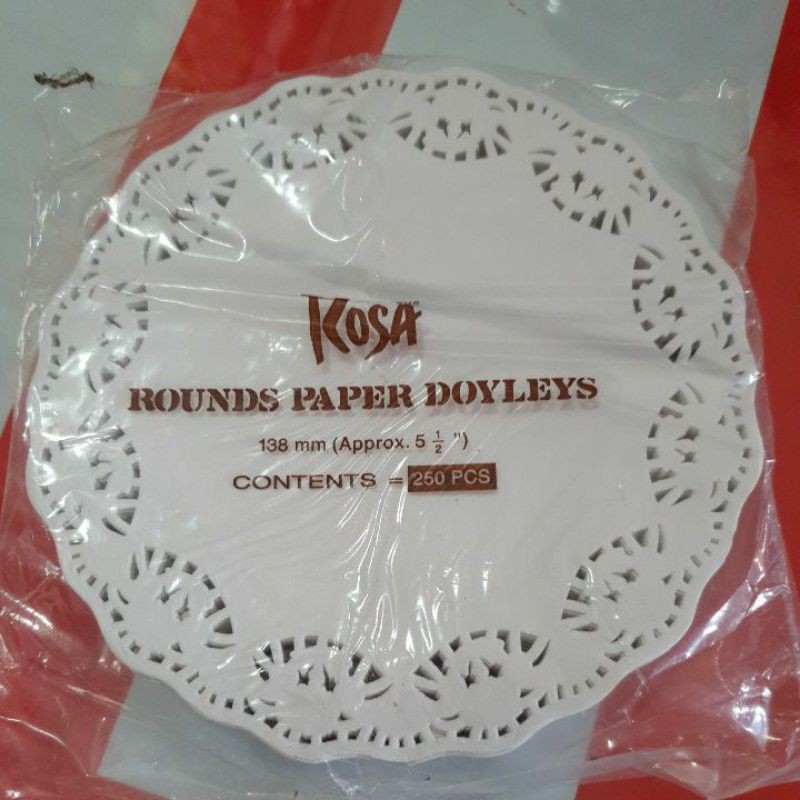 KOSA
ROUNDS PAPER DOYLEYS
138 mm (Approx. 5 1/2 ")
CONTENTS = 250 PCS